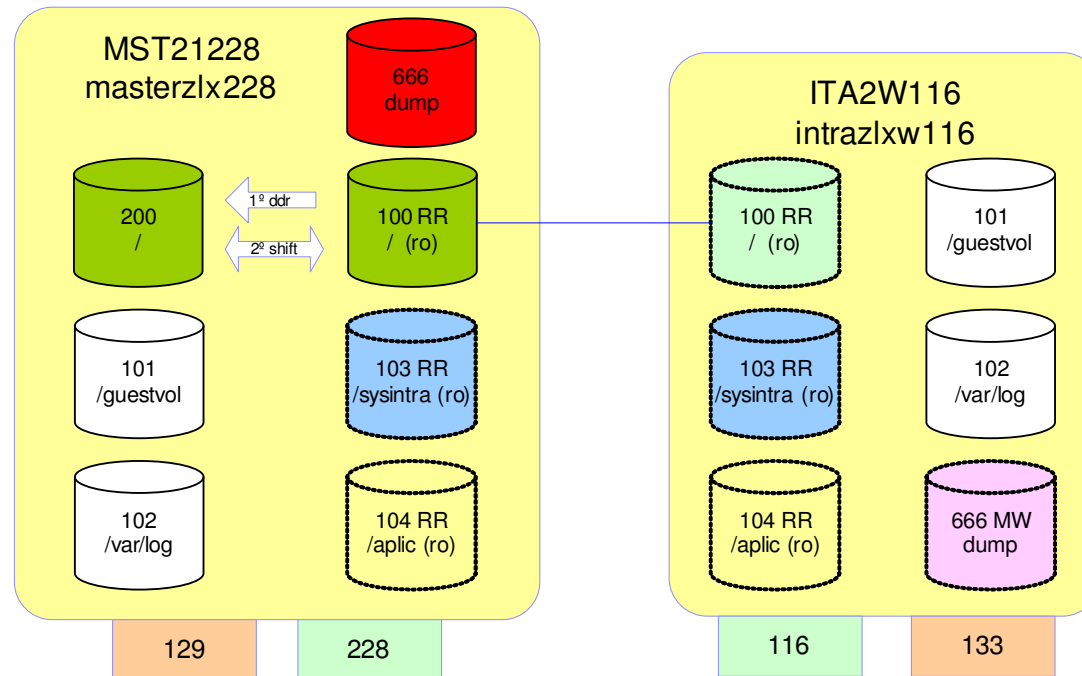 MST21228
masterzlx228
666
dump
200
/
1º ddr
2º shift
100 RR
/ (ro)
101
/guestvol
103 RR
/sysintra (ro)
102
/var/log
104 RR
/aplic (ro)
129
228
ITA2W116
intrazlxw116
100 RR
/ (ro)
101
/guestvol
103 RR
/sysintra (ro)
102
/var/log
104 RR
/aplic (ro)
666 MW
dump
116
133